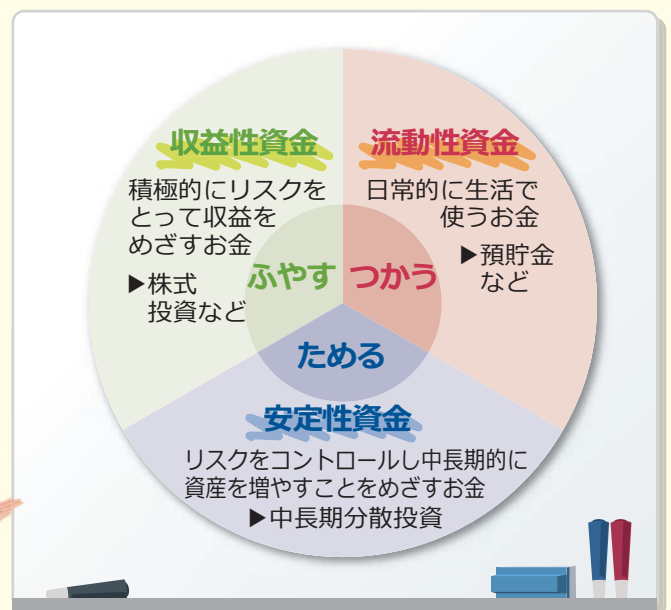 収益性資金
積極的にリスクを
とって収益を
めざすお金
▶株式
投資など
ふやす
流動性資金
日常的に生活で
使うお金
▶預貯金
など
つかう
ためる
安定性資金
リスクをコントロールし中長期的に
資産を増やすことをめざすお金
▶中長期分散投資